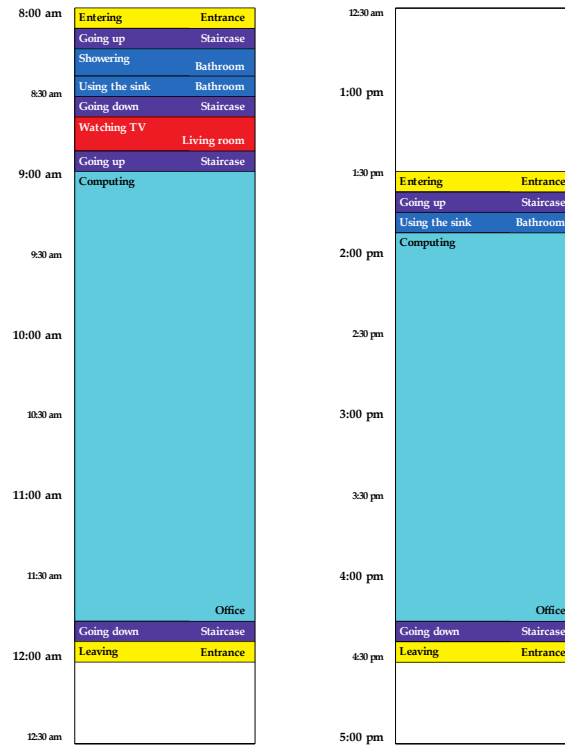 8:00 am
Entering Entrance
Going up Staircase
Showering
Bathroom
8:30 am
Using the sink Bathroom
Going down Staircase
Watching TV
Living room
Going up Staircase
9:00 am
Computing
9:30 am
10:00 am
10:30 am
11:00 am
11:30 am
Office
Going down Staircase
12:00 am
Leaving Entrance
12:30 am
12:30 am
1:00 pm
1:30 pm
Entering Entrance
Going up Staircase
Using the sink Bathroom
Computing
2:00 pm
2:30 pm
3:00 pm
3:30 pm
4:00 pm
Office
Going down Staircase
4:30 pm
Leaving Entrance
5:00 pm